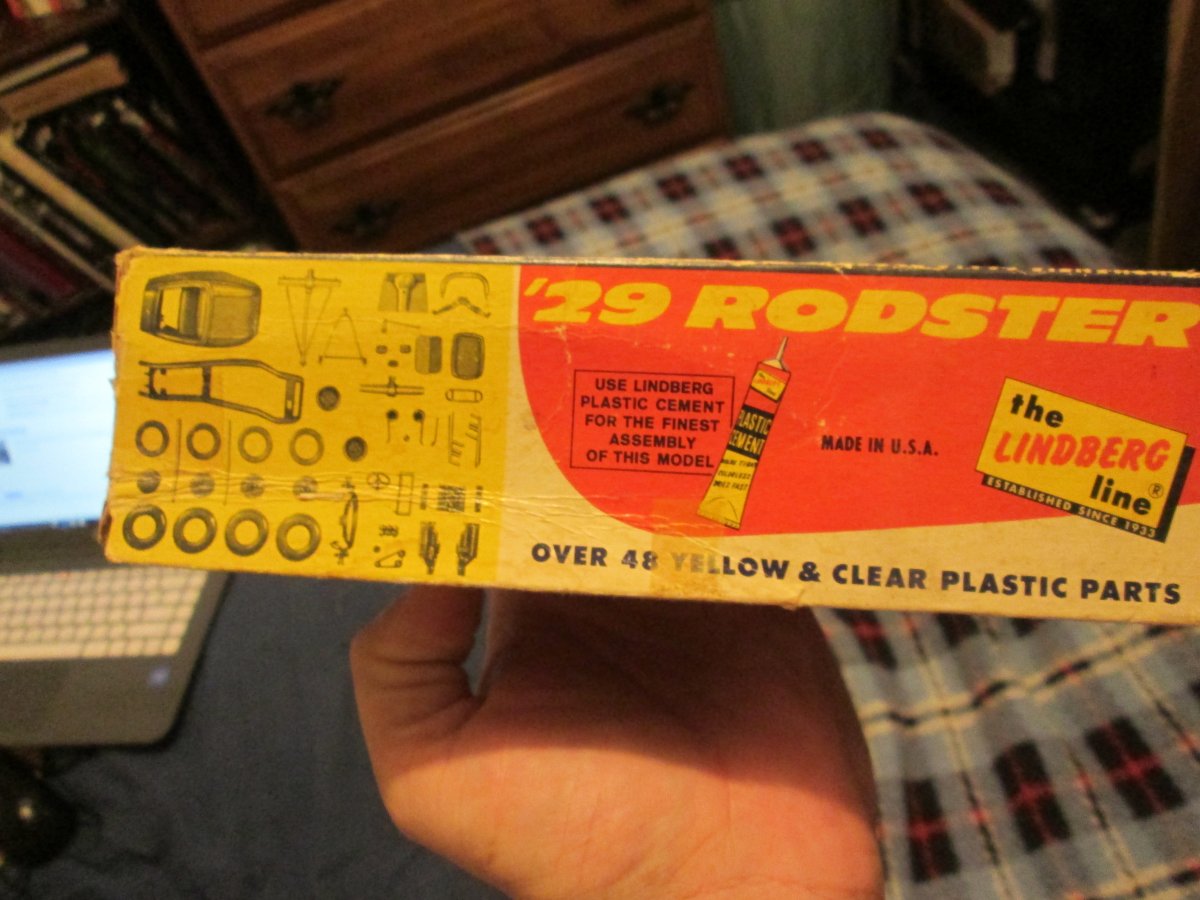 '29 RODSTER
USE LINDBERG
PLASTIC CEMENT
FOR THE FINEST
ASSEMBLY
OF THIS MODEL
PLASTIC
CEMENT
MADE IN U.S.A.
the
LINDBERG
line®
ESTABLISHED SINCE 1933
OVER 48 YELLOW & CLEAR PLASTIC PARTS